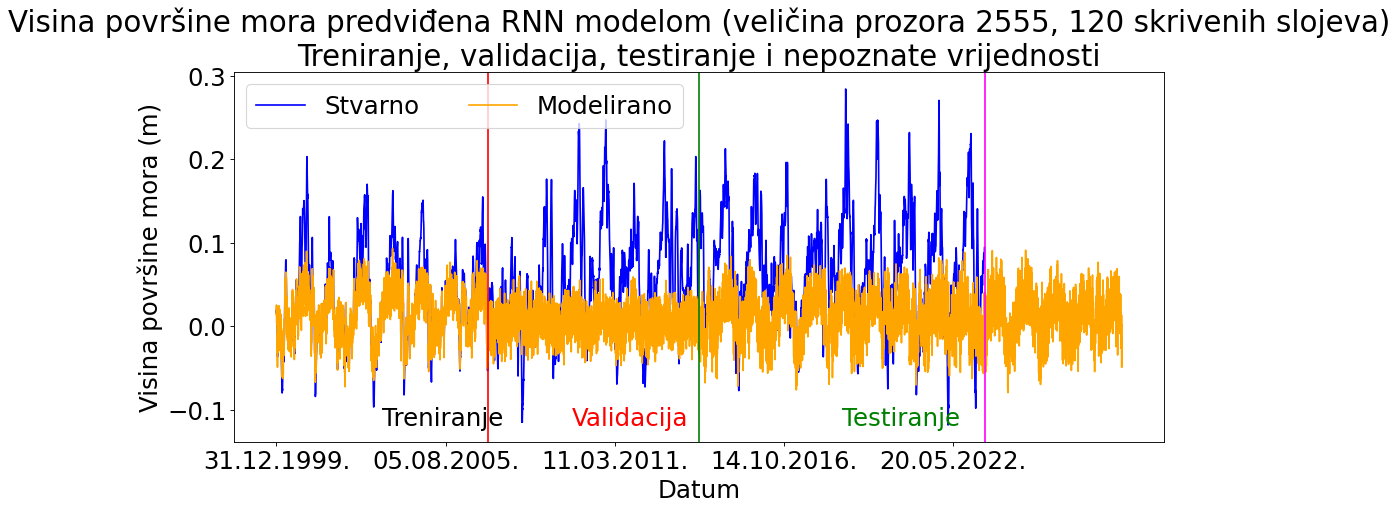 Visina površine mora predviđena RNN modelom (veličina prozora 2555, 120 skrivenih slojeva)
Treniranje, validacija, testiranje i nepoznate vrijednosti
Stvarno
Modelirano
Visina površine mora (m)
0.3
0.2
0.1
0.0
−0.1
Treniranje
Validacija
Testiranje
31.12.1999.
05.08.2005.
11.03.2011.
14.10.2016.
20.05.2022.
Datum